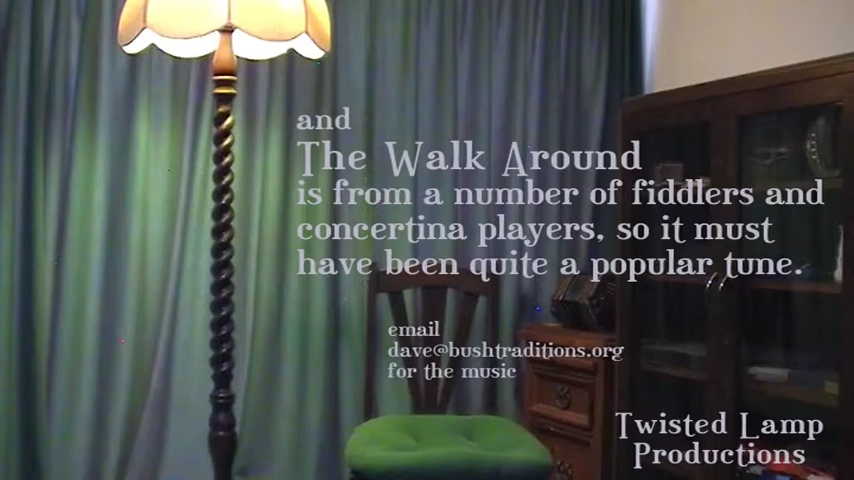 and
The Walk Around
is from a number of fiddlers and
concertina players, so it must
have been quite a popular tune.
email
dave@bushtraditions.org
for the music
Twisted Lamp
Productions